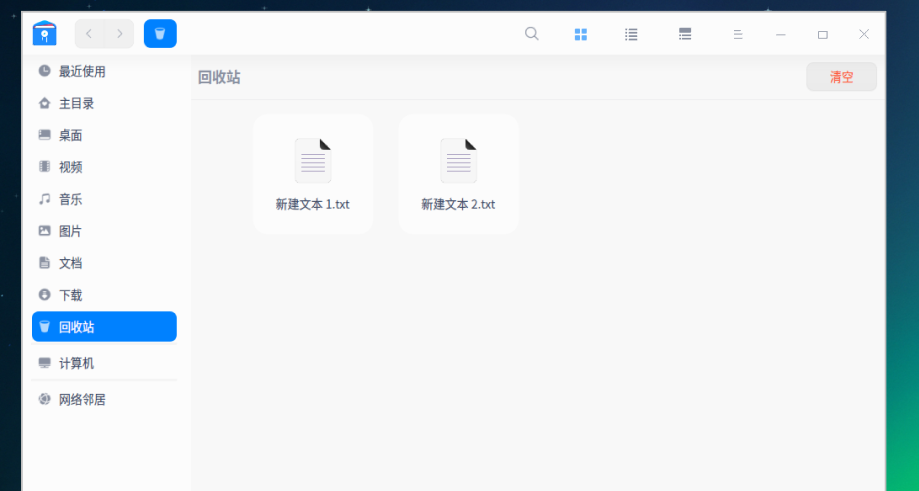 最近使用
主目录
桌面
视频
音乐
图片
文档
下载
回收站
计算机
网络邻居
回收站
清空
新建文本 1.txt
新建文本 2.txt